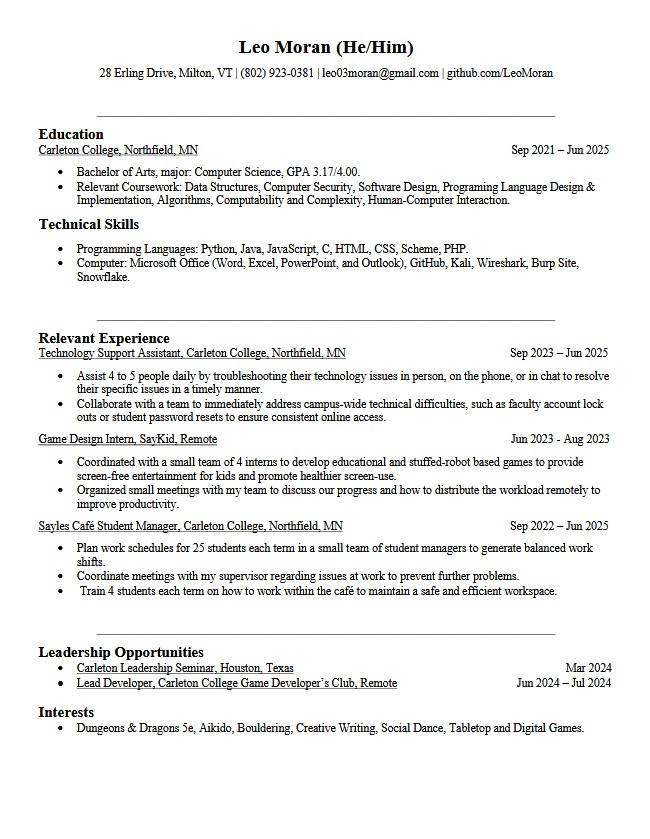 Leo Moran (He/Him)
28 Erling Drive, Milton, VT | (802) 923-0381 | leo03moran@gmail.com | github.com/LeoMoran
Education
Carleton College, Northfield, MN Sep 2021 – Jun 2025
• Bachelor of Arts, major: Computer Science, GPA 3.17/4.00.
• Relevant Coursework: Data Structures, Computer Security, Software Design, Programing Language Design &
Implementation, Algorithms, Computability and Complexity, Human-Computer Interaction.
Technical Skills
• Programming Languages: Python, Java, JavaScript, C, HTML, CSS, Scheme, PHP.
• Computer: Microsoft Office (Word, Excel, PowerPoint, and Outlook), GitHub, Kali, Wireshark, Burp Site,
Snowflake.
Relevant Experience
Technology Support Assistant, Carleton College, Northfield, MN Sep 2023 – Jun 2025
• Assist 4 to 5 people daily by troubleshooting their technology issues in person, on the phone, or in chat to resolve
their specific issues in a timely manner.
• Collaborate with a team to immediately address campus-wide technical difficulties, such as faculty account lock
outs or student password resets to ensure consistent online access.
Game Design Intern, SayKid, Remote Jun 2023 - Aug 2023
• Coordinated with a small team of 4 interns to develop educational and stuffed-robot based games to provide
screen-free entertainment for kids and promote healthier screen-use.
• Organized small meetings with my team to discuss our progress and how to distribute the workload remotely to
improve productivity.
Sayles Café Student Manager, Carleton College, Northfield, MN Sep 2022 – Jun 2025
• Plan work schedules for 25 students each term in a small team of student managers to generate balanced work
shifts.
• Coordinate meetings with my supervisor regarding issues at work to prevent further problems.
• Train 4 students each term on how to work within the café to maintain a safe and efficient workspace.
Leadership Opportunities
• Carleton Leadership Seminar, Houston, Texas Mar 2024
• Lead Developer, Carleton College Game Developer's Club, Remote Jun 2024 – Jul 2024
Interests
• Dungeons & Dragons 5e, Aikido, Bouldering, Creative Writing, Social Dance, Tabletop and Digital Games.